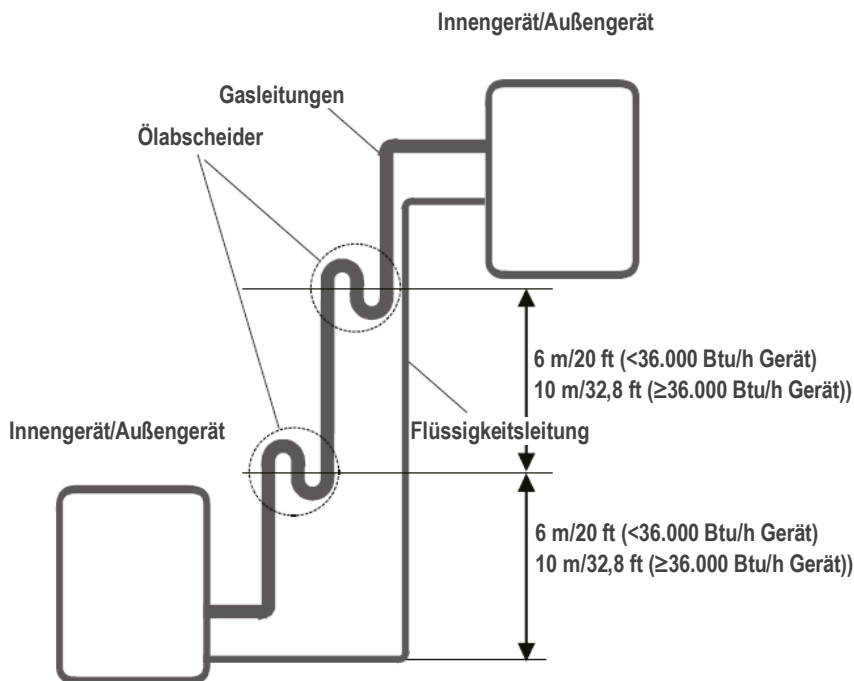 Innengerät/Außengerät
Gasleitungen
Ölabscheider
6 m/20 ft (<36.000 Btu/h Gerät)
10 m/32,8 ft (≥36.000 Btu/h Gerät))
Innengerät/Außengerät
Flüssigkeitsleitung
6 m/20 ft (<36.000 Btu/h Gerät)
10 m/32,8 ft (≥36.000 Btu/h Gerät))